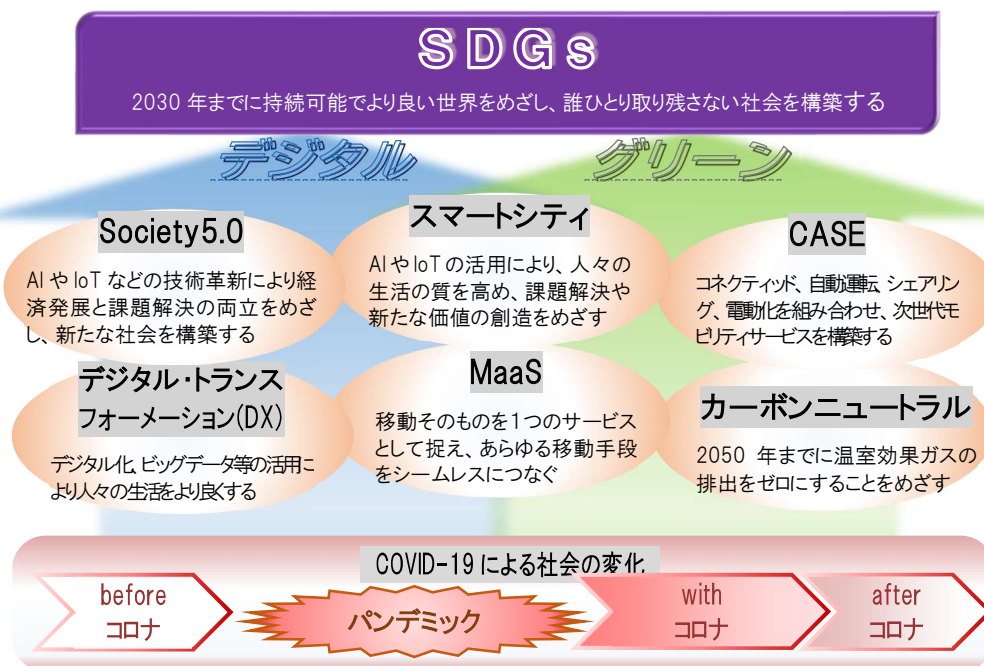 SDGs
2030 年までに持続可能でより良い世界をめざし、誰ひとり取り残さない社会を構築する
デジタル
グリーン
Society5.0
AI や IoT などの技術革新により経
済発展と課題解決の両立をめざ
し、新たな社会を構築する
スマートシティ
AI や IoT の活用により、人々の
生活の質を高め、課題解決や
新たな価値の創造をめざす
CASE
コネクティッド、自動運転、シェアリン
グ、電動化を組み合わせ、次世代モ
ビリティサービスを構築する
デジタル・トランス
フォーメーション(DX)
デジタル化、ビッグデータ等の活用に
より人々の生活をより良くする
MaaS
移動そのものを1つのサービス
として捉え、あらゆる移動手段
をシームレスにつなぐ
カーボンニュートラル
2050 年までに温室効果ガスの
排出をゼロにすることをめざす
COVID-19 による社会の変化
before
コロナ
パンデミック
with
コロナ
after
コロナ